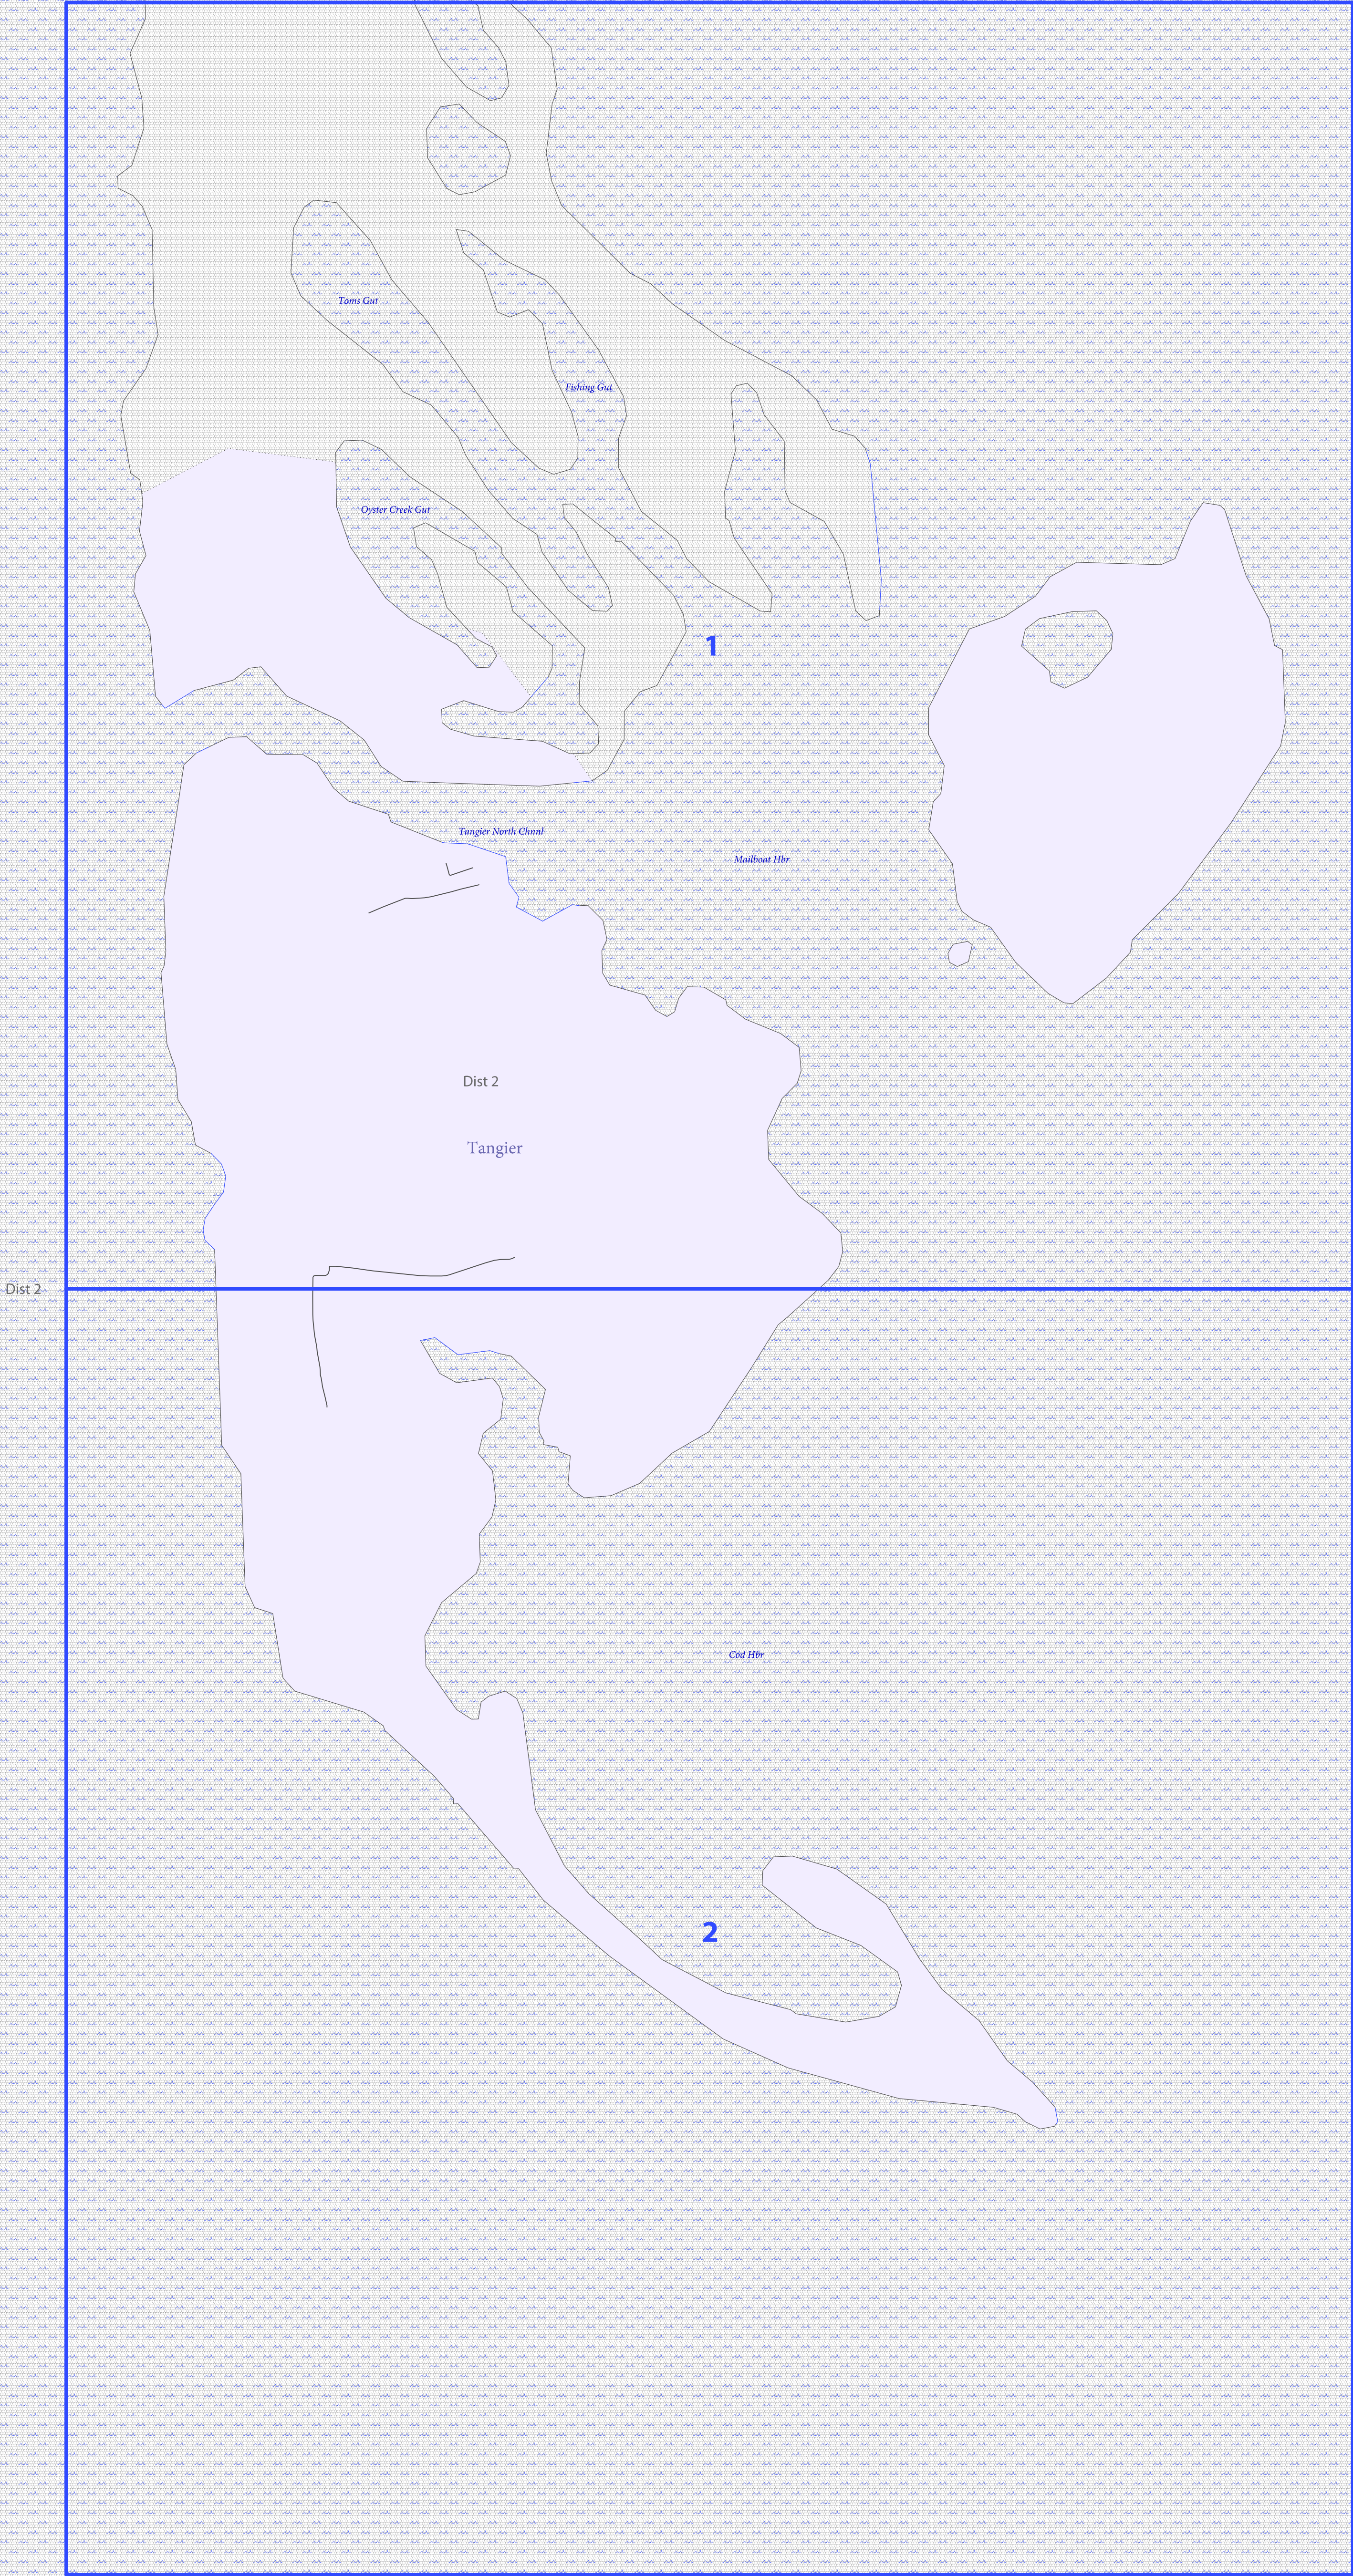 Toms Gut
Fishing Gut
Oyster Creek Gut
1
Tangier North Chnnl
Mailboat Hbr
Dist 2
Tangier
Dist 2
Cod Hbr
2